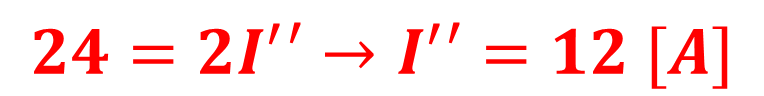 24 = 2I′′ → I′′ = 12 [A]